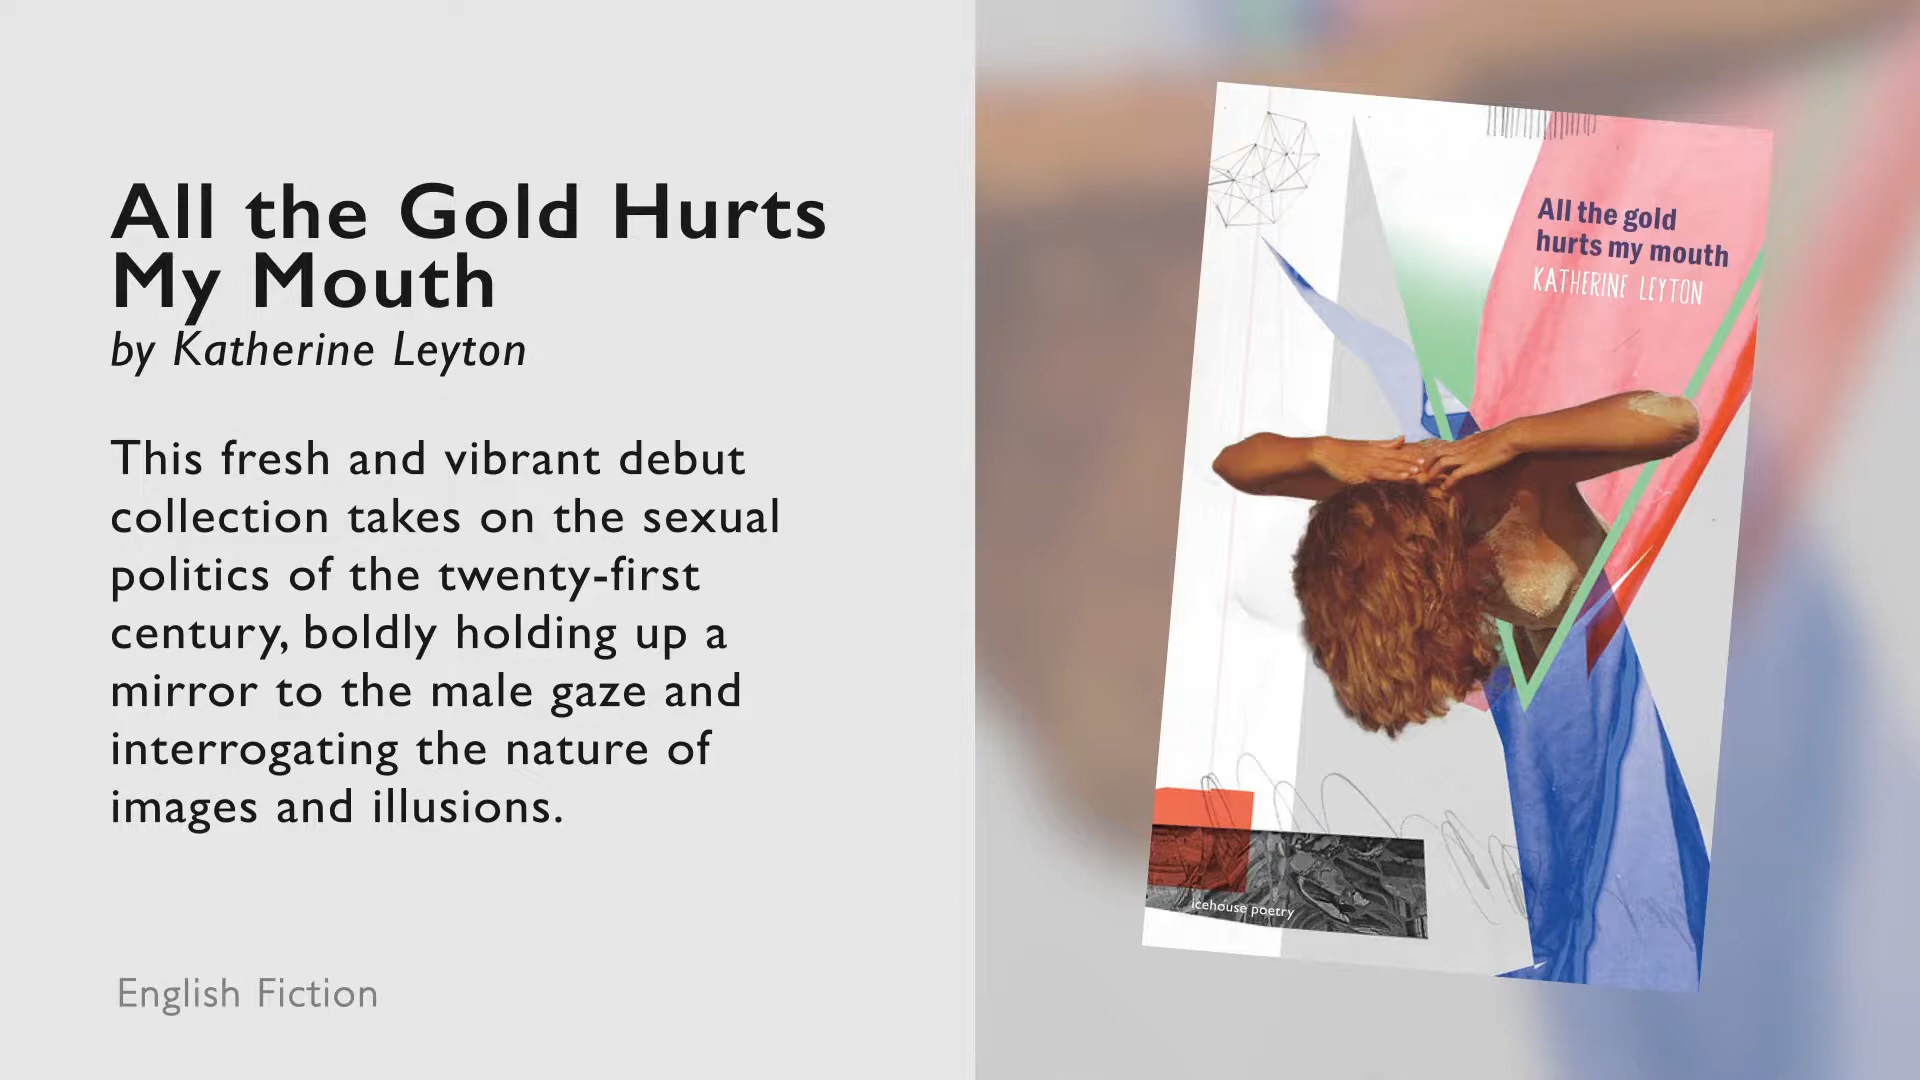 All the Gold Hurts
My Mouth
by Katherine Leyton
This fresh and vibrant debut
collection takes on the sexual
politics of the twenty-first
century, boldly holding up a
mirror to the male gaze and
interrogating the nature of
images and illusions.
English Fiction
All the gold
hurts my mouth
KATHERINE LEYTON
icehouse poetry